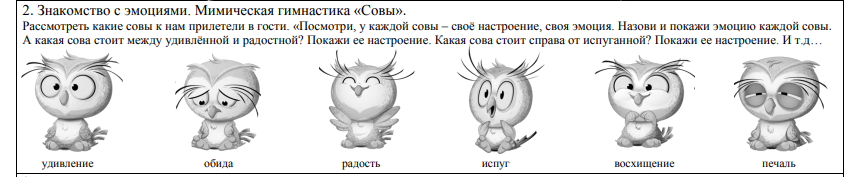 2. Знакомство с эмоциями. Мимическая гимнастика «Совы».
Рассмотреть какие совы к нам прилетели в гости. «Посмотри, у каждой совы – своё настроение, своя эмоция. Назови и покажи эмоцию каждой совы.
А какая сова стоит между удивлённой и радостной? Покажи ее настроение. Какая сова стоит справа от испуганной? Покажи ее настроение. И т.д…
удивление обида радость испуг восхищение печаль